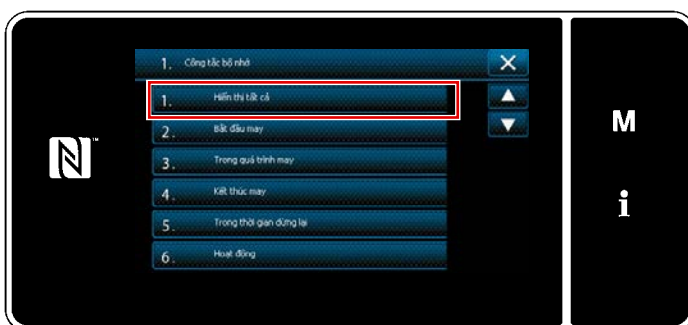 1. Công tắc bộ nhớ
1. Hiển thị tất cả
2. Bắt đầu may
3. Trong quá trình may
4. Kết thúc may
5. Trong thời gian dừng lại
6. Hoạt động
M
i